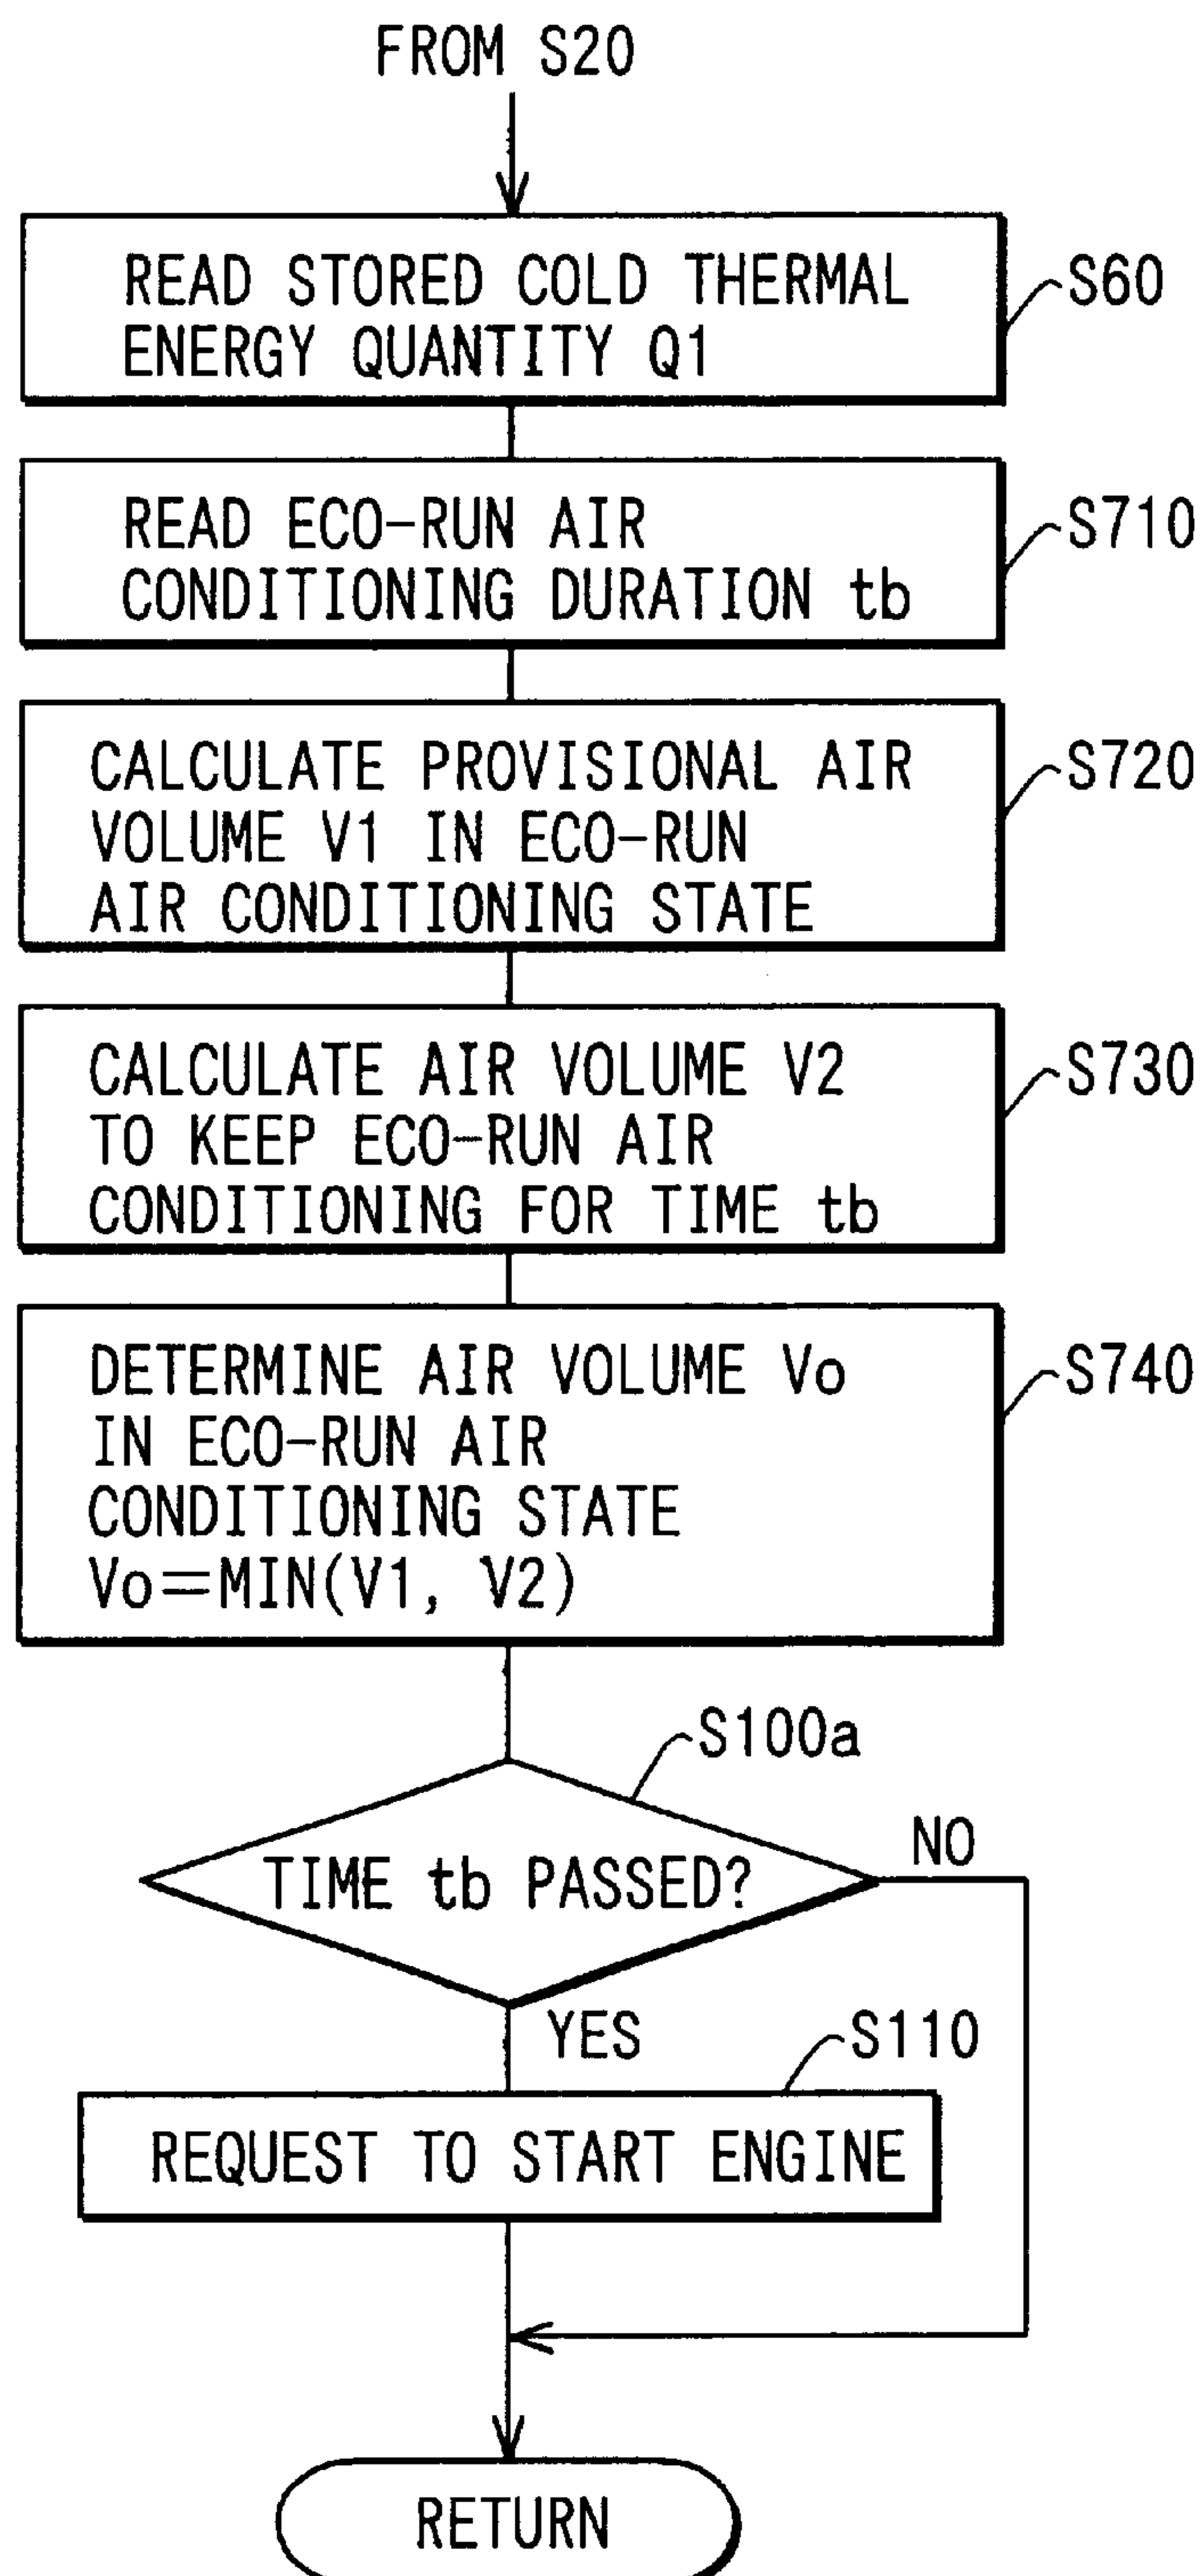 FROM S20
READ STORED COLD THERMAL
ENERGY QUANTITY Q1
S60
READ ECO-RUN AIR
CONDITIONING DURATION tb
S710
CALCULATE PROVISIONAL AIR
VOLUME V1 IN ECO-RUN
AIR CONDITIONING STATE
S720
CALCULATE AIR VOLUME V2
TO KEEP ECO-RUN AIR
CONDITIONING FOR TIME tb
S730
DETERMINE AIR VOLUME Vo
IN ECO-RUN AIR
CONDITIONING STATE
Vo=MIN(V1, V2)
S740
S100a
TIME tb PASSED?
NO
YES
S110
REQUEST TO START ENGINE
RETURN